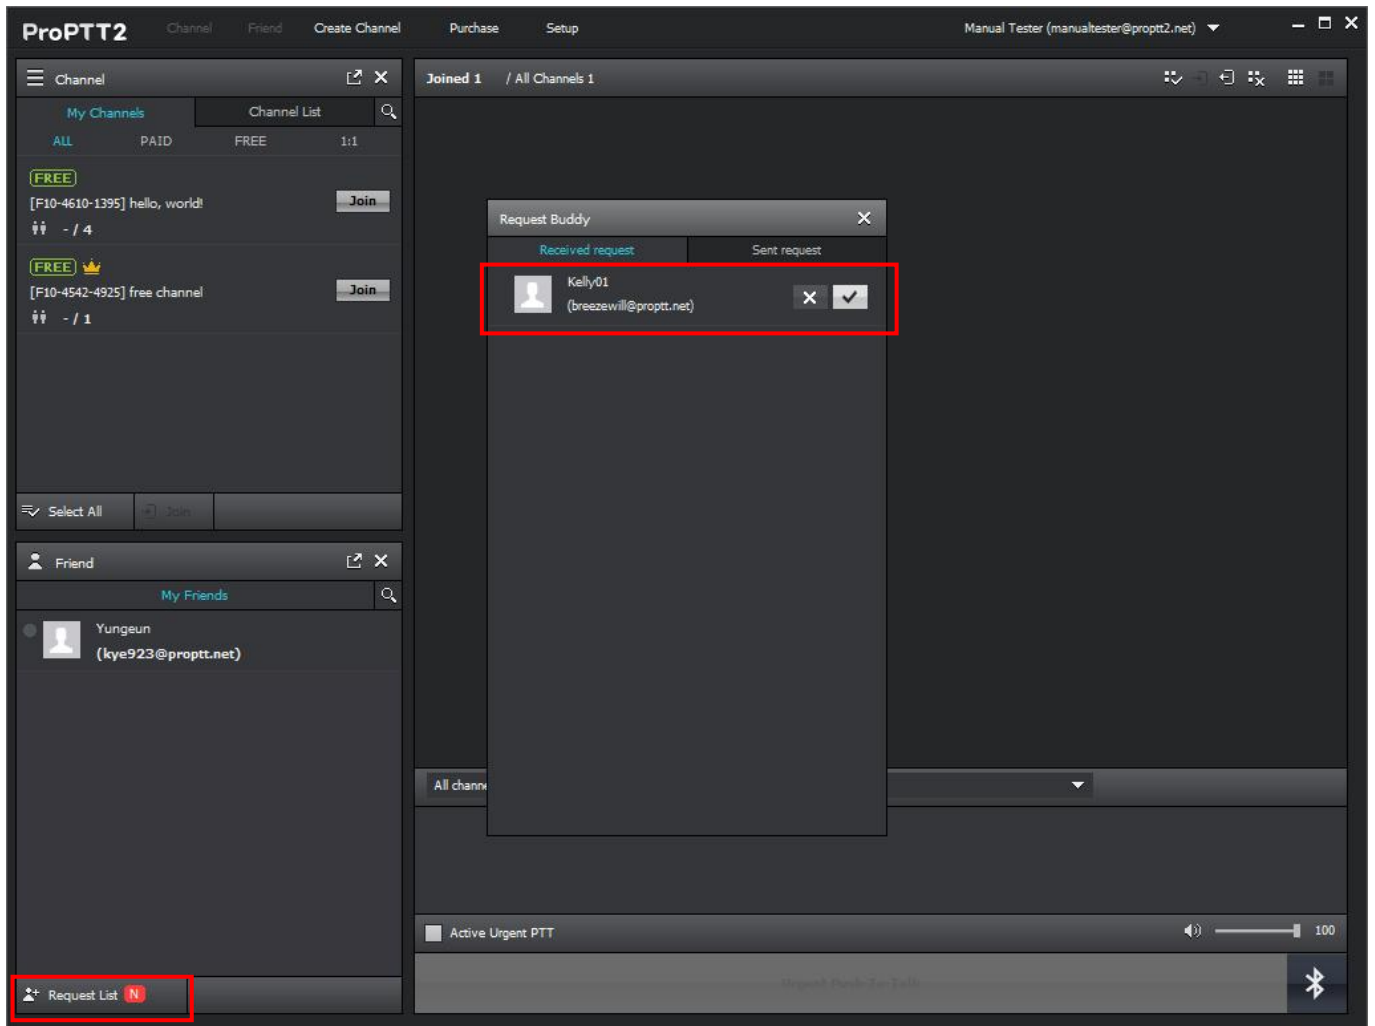 ProPTT2 Channel Friend Create Channel Purchase Setup Manual Tester (manualtester@proptt2.net)
Channel
My Channels Channel List
ALL PAID FREE 1:1
FREE
[F10-4610-1395] hello, world! Join
- / 4
FREE
[F10-4542-4925] free channel Join
- / 1
Select All Join
Friend
My Friends
Yungeun
(kye923@proptt.net)
Request List N
Joined 1 / All Channels 1
Request Buddy
Received request Sent request
Kelly01
(breezewill@proptt.net)
All chann
Active Urgent PTT 100
Urgent Push-To-Talk